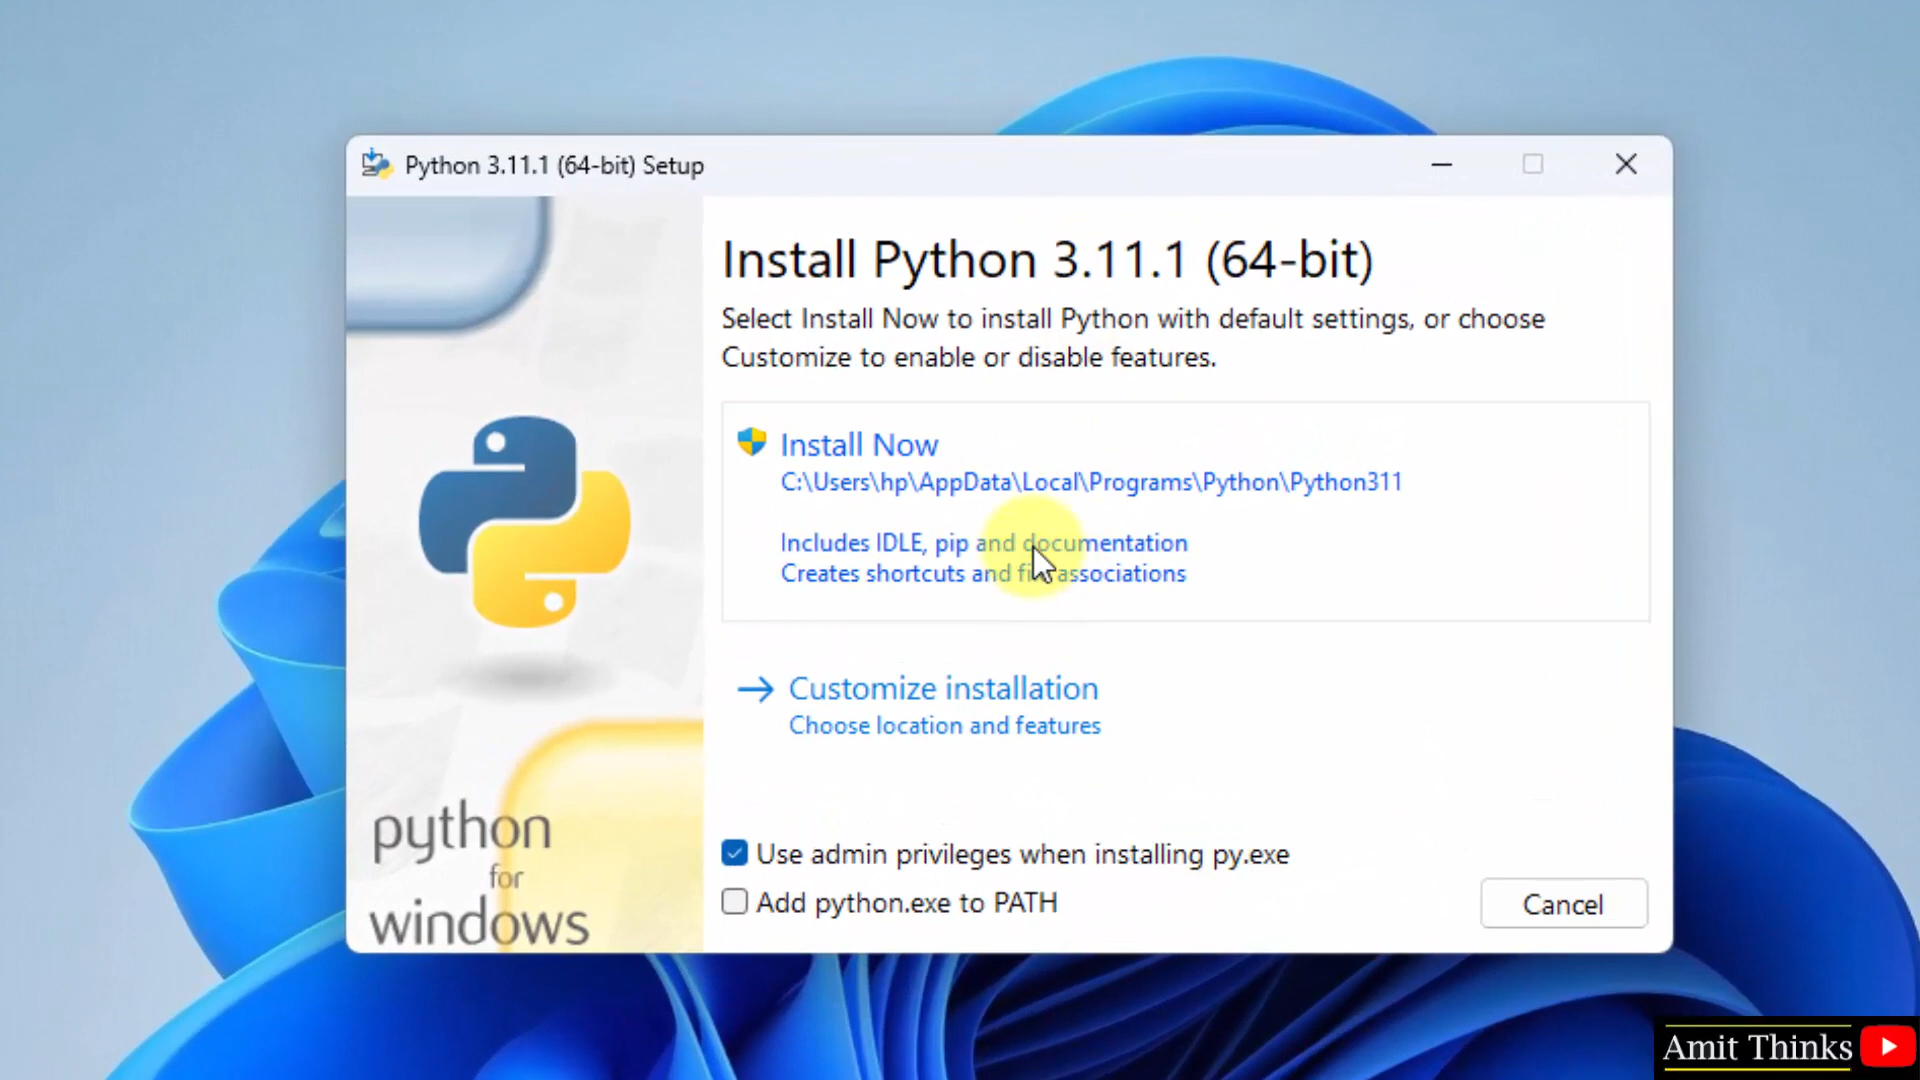 Python 3.11.1 (64-bit) Setup
Install Python 3.11.1 (64-bit)
Select Install Now to install Python with default settings, or choose
Customize to enable or disable features.
Install Now
C:\Users\hp\AppData\Local\Programs\Python\Python311
Includes IDLE, pip and documentation
Creates shortcuts and file associations
Customize installation
Choose location and features
Use admin privileges when installing py.exe
Add python.exe to PATH
Cancel
python
for
windows
Amit Thinks